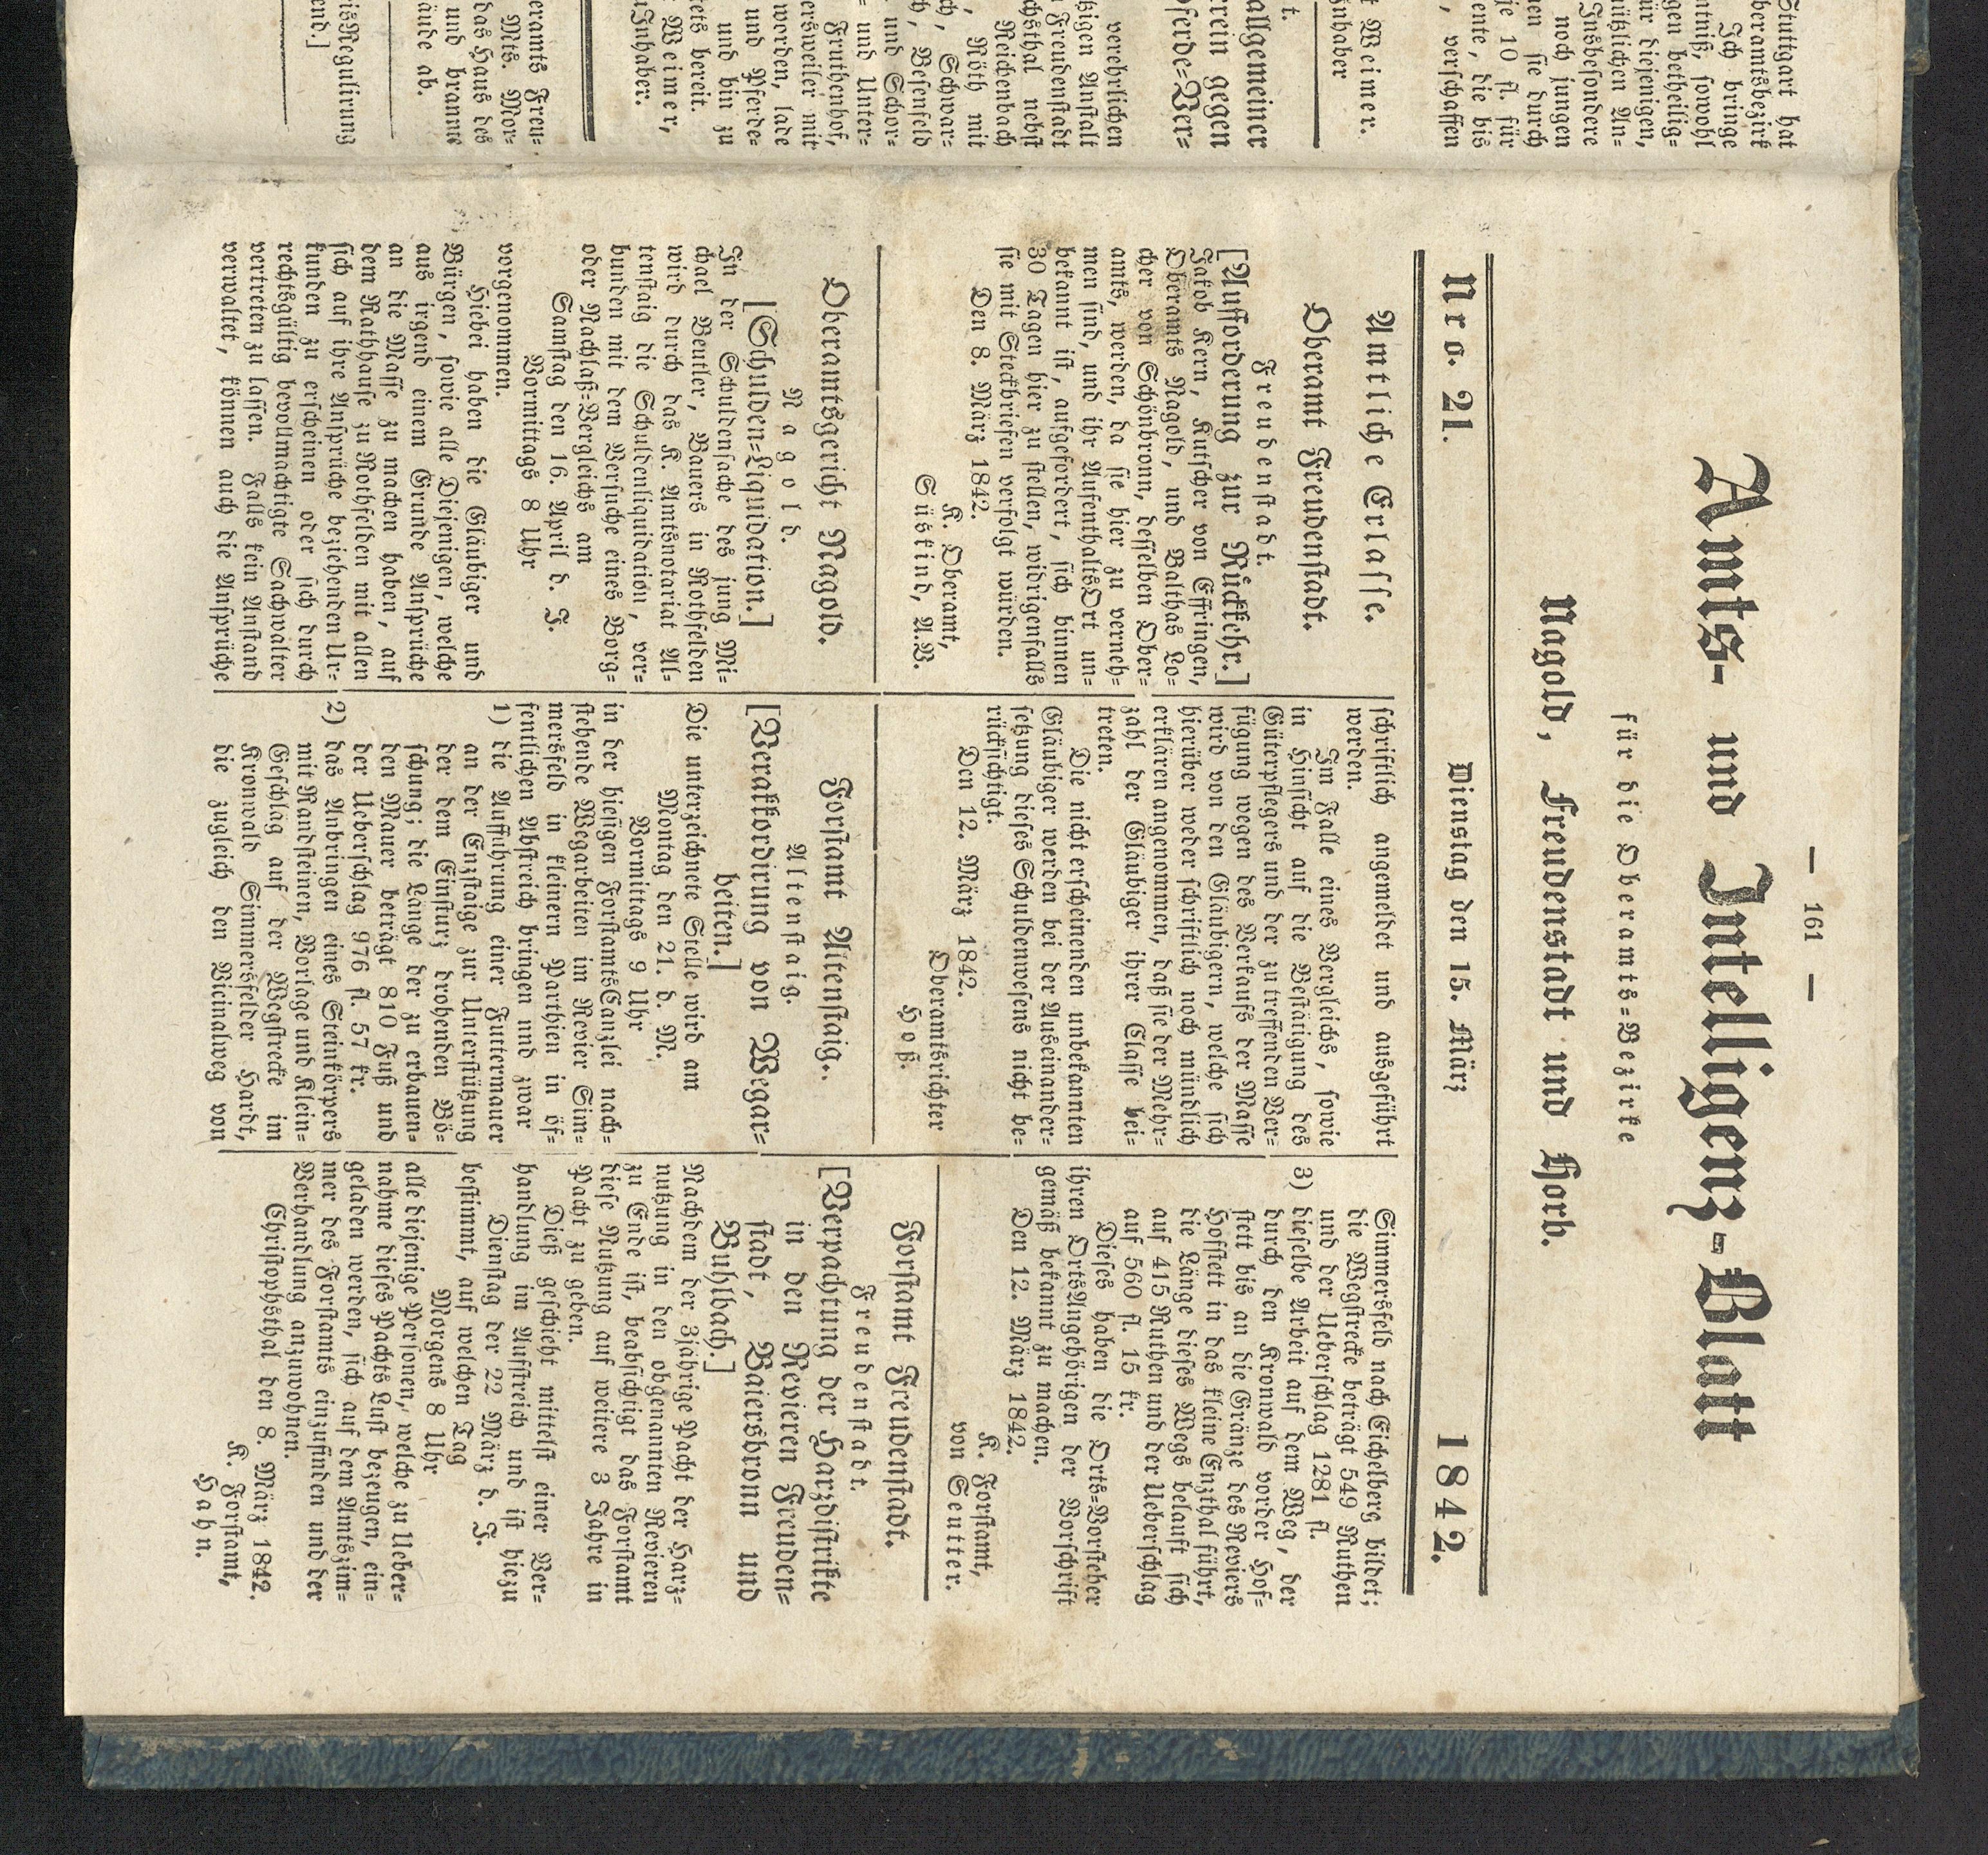 — 161 —
Amts- und Intelligenz-Blatt
für die Oberamts-Bezirke
Nagold, Freudenstadt und Horb.
Nro. 21. Dienstag den 15. März 1842.
Amtliche Erlasse.
Oberamt Freudenstadt.
Freudenstadt.
[Aufforderung zur Rückkehr.]
Jakob Kern, Kutscher von Effringen,
Oberamts Nagold, und Balthas Lo-
cher von Schönbronn, desselben Ober-
amts, werden, da sie hier zu verneh-
men sind, und ihr AufenthaltsOrt un-
bekannt ist, aufgefordert, sich binnen
30 Tagen hier zu stellen, widrigenfalls
sie mit Steckbriefen verfolgt würden.
Den 8. März 1842.
K. Oberamt,
Süskind, A.V.
Oberamtsgericht Nagold.
Nagold.
[Schulden-Liquidation.]
In der Schuldensache des jung Mi-
chael Beutler, Bauers in Rothfelden
wird durch das K. Amtsnotariat Al-
tenstaig die Schuldenliquidation, ver-
bunden mit dem Versuche eines Borg-
oder Nachlaß-Vergleichs am
Samstag den 16. April d. J.
Vormittags 8 Uhr
vorgenommen.
Hiebei haben die Gläubiger und
Bürgen, sowie alle Diejenigen, welche
aus irgend einem Grunde Ansprüche
an die Masse zu machen haben, auf
dem Rathhause zu Rothfelden mit allen
sich auf ihre Ansprüche beziehenden Ur-
kunden zu erscheinen oder sich durch
rechtsgültig bevollmächtigte Sachwalter
vertreten zu lassen. Falls kein Anstand
verwaltet, können auch die Ansprüche
schriftlich angemeldet und ausgeführt
werden.
Im Falle eines Vergleichs, sowie
in Hinsicht auf die Bestätigung des
Güterpflegers und der zu treffenden Ver-
fügung wegen des Verkaufs der Masse
wird von den Gläubigern, welche sich
hierüber weder schriftlich noch mündlich
erklären angenommen, daß sie der Mehr-
zahl der Gläubiger ihrer Classe bei-
treten.
Die nicht erscheinenden unbekannten
Gläubiger werden bei der Auseinander-
setzung dieses Schuldenwesens nicht be-
rücksichtigt.
Den 12. März 1842.
Oberamtsrichter
Hoß.
Forstamt Altenstaig.
Altenstaig.
[Verakkordirung von Wegar-
beiten.]
Die unterzeichnete Stelle wird am
Montag den 21. d. M.
Vormittags 9 Uhr
in der hiesigen ForstamtsCanzlei nach-
stehende Wegarbeiten im Revier Sim-
mersfeld in kleinern Parthien in öf-
fentlichen Abstreich bringen und zwar
1) die Aufführung einer Futtermauer
an der Enzstaige zur Unterstüßung
der dem Einsturz drohenden Bö-
schung; die Länge der zu erbauen-
den Mauer beträgt 810 Fuß und
der Ueberschlag 976 fl. 57 kr.
2) das Anbringen eines Steinkörpers
mit Randsteinen, Vorlage und Klein-
Geschläg auf der Wegstrecke im
Kronwald Simmersfelder Hardt,
die zugleich den Vicinalweg von
Simmersfeld nach Eichelberg bildet;
die Wegstrecke beträgt 549 Ruthen
und der Ueberschlag 1281 fl.
3) dieselbe Arbeit auf dem Weg, der
durch den Kronwald vorder Hof-
stett bis an die Gränze des Reviers
Hofstett in das kleine Enzthal führt,
die Länge dieses Wegs belauft sich
auf 415 Ruthen und der Ueberschlag
auf 560 fl. 15 kr.
Dieses haben die Orts-Vorsteher
ihren OrtsAngehörigen der Vorschrift
gemäß bekannt zu machen.
Den 12. März 1842.
K. Forstamt,
von Seutter.
Forstamt Freudenstadt.
Freudenstadt.
[Verpachtung der Harzdistrikte
in den Revieren Freuden-
stadt, Baiersbronn und
Buhlbach.]
Nachdem der 3jährige Pacht der Harz-
nutzung in den obgenannten Revieren
zu Ende ist, beabsichtigt das Forstamt
diese Nutzung auf weitere 3 Jahre in
Pacht zu geben.
Dieß geschieht mittelst einer Ver-
handlung im Aufstreich und ist hiezu
Dienstag der 22 März d. J.
bestimmt, auf welchen Tag
Morgens 8 Uhr
alle diejenige Personen, welche zu Ueber-
nahme dieses Pachts Lust bezeugen, ein-
geladen werden, sich auf dem Amtszim-
mer des Forstamts einzufinden und der
Verhandlung anzuwohnen.
Christophsthal den 8. März 1842.
K. Forstamt,
Hahn.